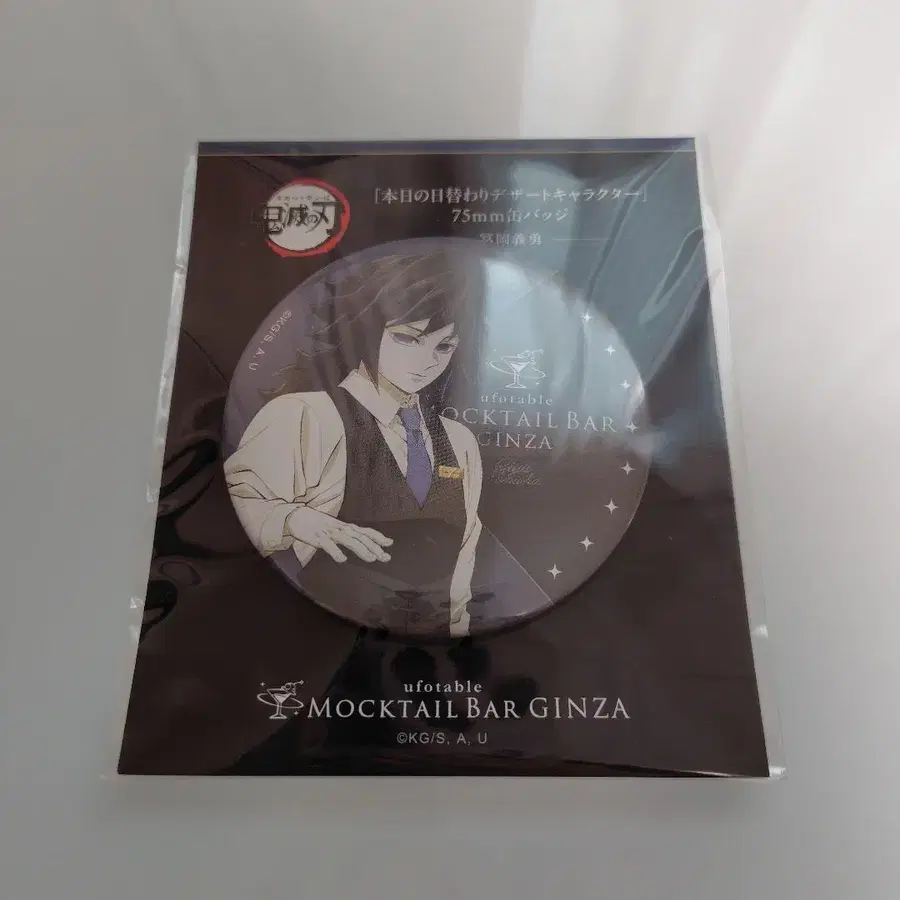 鬼滅の刃
「本日の日替わりデザートキャラクター」
75mm缶バッジ
冨岡義勇
©KG/S, A, U
ufotable
MOCKTAIL BAR
GINZA
ufotable
MOCKTAIL BAR GINZA
©KG/S, A, U